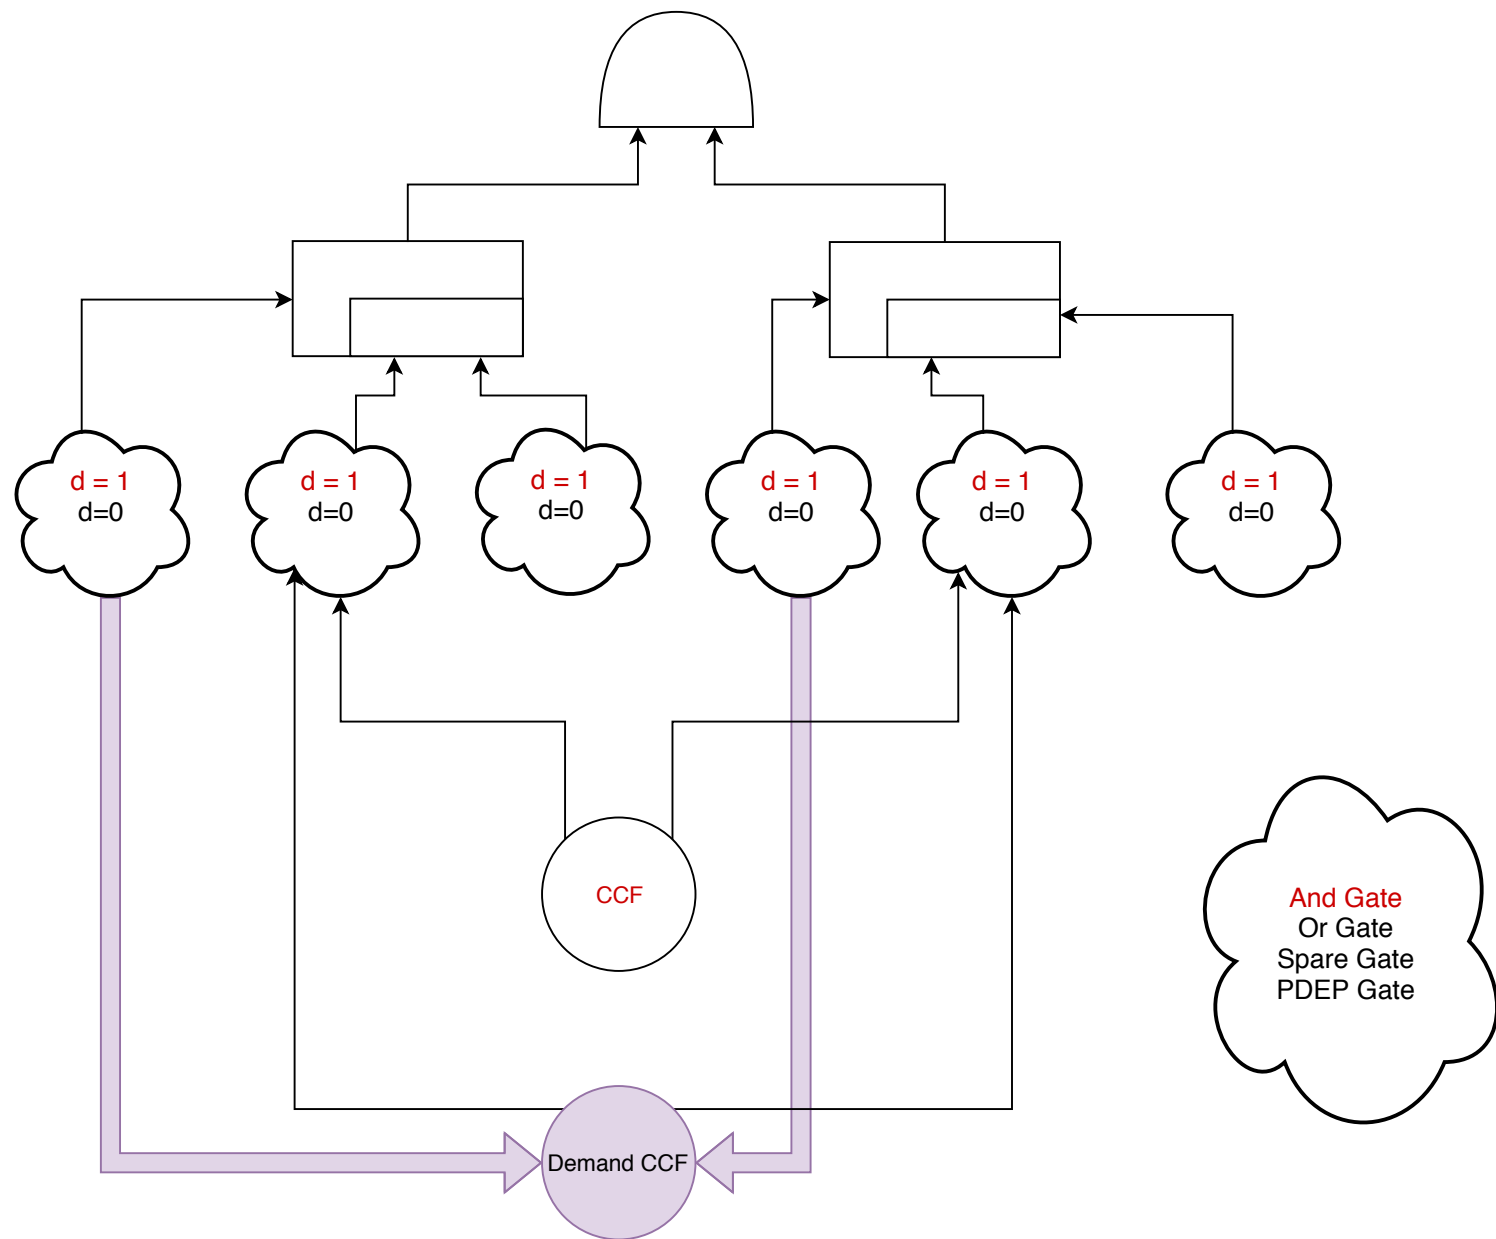 d = 1
d=0
d = 1
d=0
d = 1
d=0
d = 1
d=0
d = 1
d=0
d = 1
d=0
CCF
And Gate
Or Gate
Spare Gate
PDEP Gate
Demand CCF